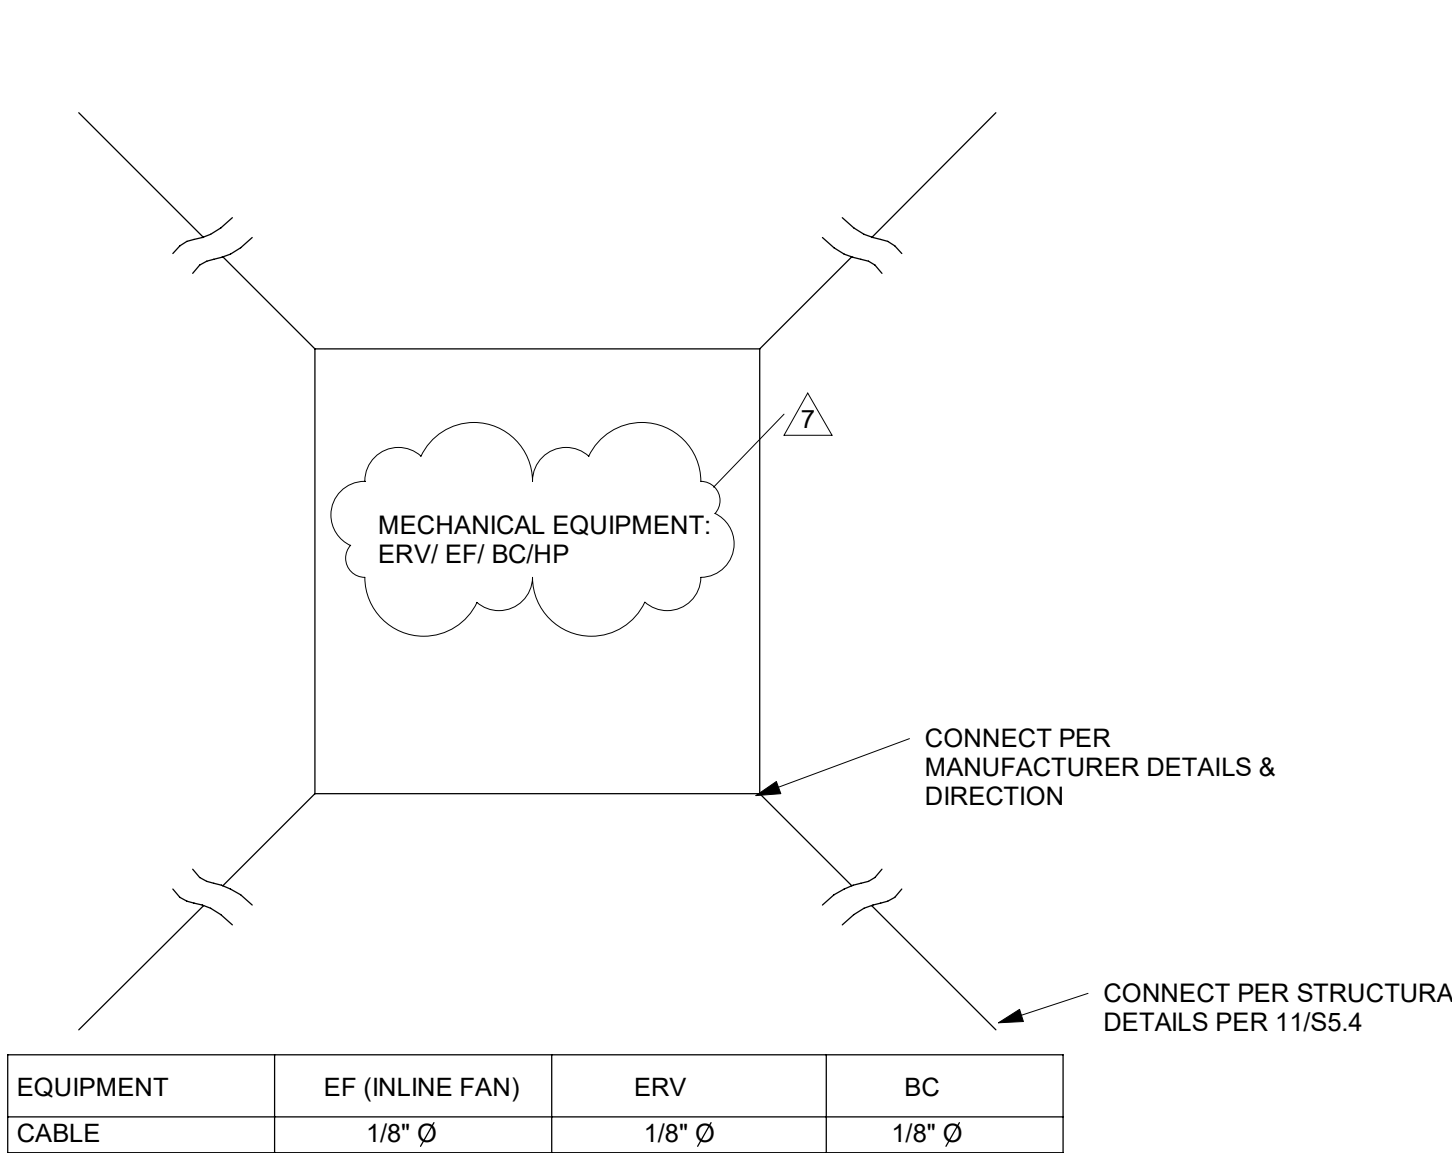 7
MECHANICAL EQUIPMENT:
ERV/ EF/ BC/HP
CONNECT PER
MANUFACTURER DETAILS &
DIRECTION
CONNECT PER STRUCTURA
DETAILS PER 11/S5.4
EQUIPMENT EF (INLINE FAN) ERV BC
CABLE 1/8" Ø 1/8" Ø 1/8" Ø